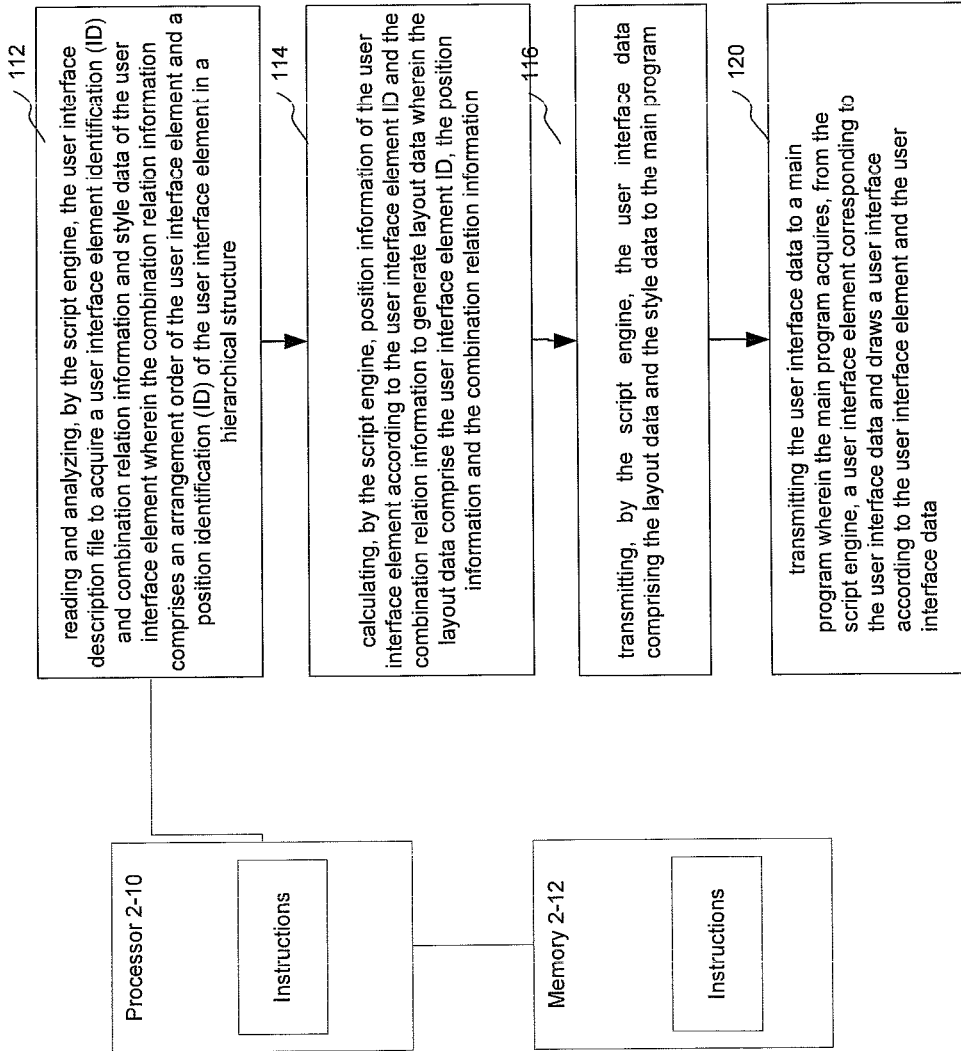 112
reading and analyzing, by the script engine, the user interface
description file to acquire a user interface element identification (ID)
and combination relation information and style data of the user
interface element wherein the combination relation information
comprises an arrangement order of the user interface element and a
position identification (ID) of the user interface element in a
hierarchical structure
114
calculating, by the script engine, position information of the user
interface element according to the user interface element ID and the
combination relation information to generate layout data wherein the
layout data comprise the user interface element ID, the position
information and the combination relation information
116
transmitting, by the script engine, the user interface data
comprising the layout data and the style data to the main program
120
transmitting the user interface data to a main
program wherein the main program acquires, from the
script engine, a user interface element corresponding to
the user interface data and draws a user interface
according to the user interface element and the user
interface data
Processor 2-10
Instructions
Memory 2-12
Instructions